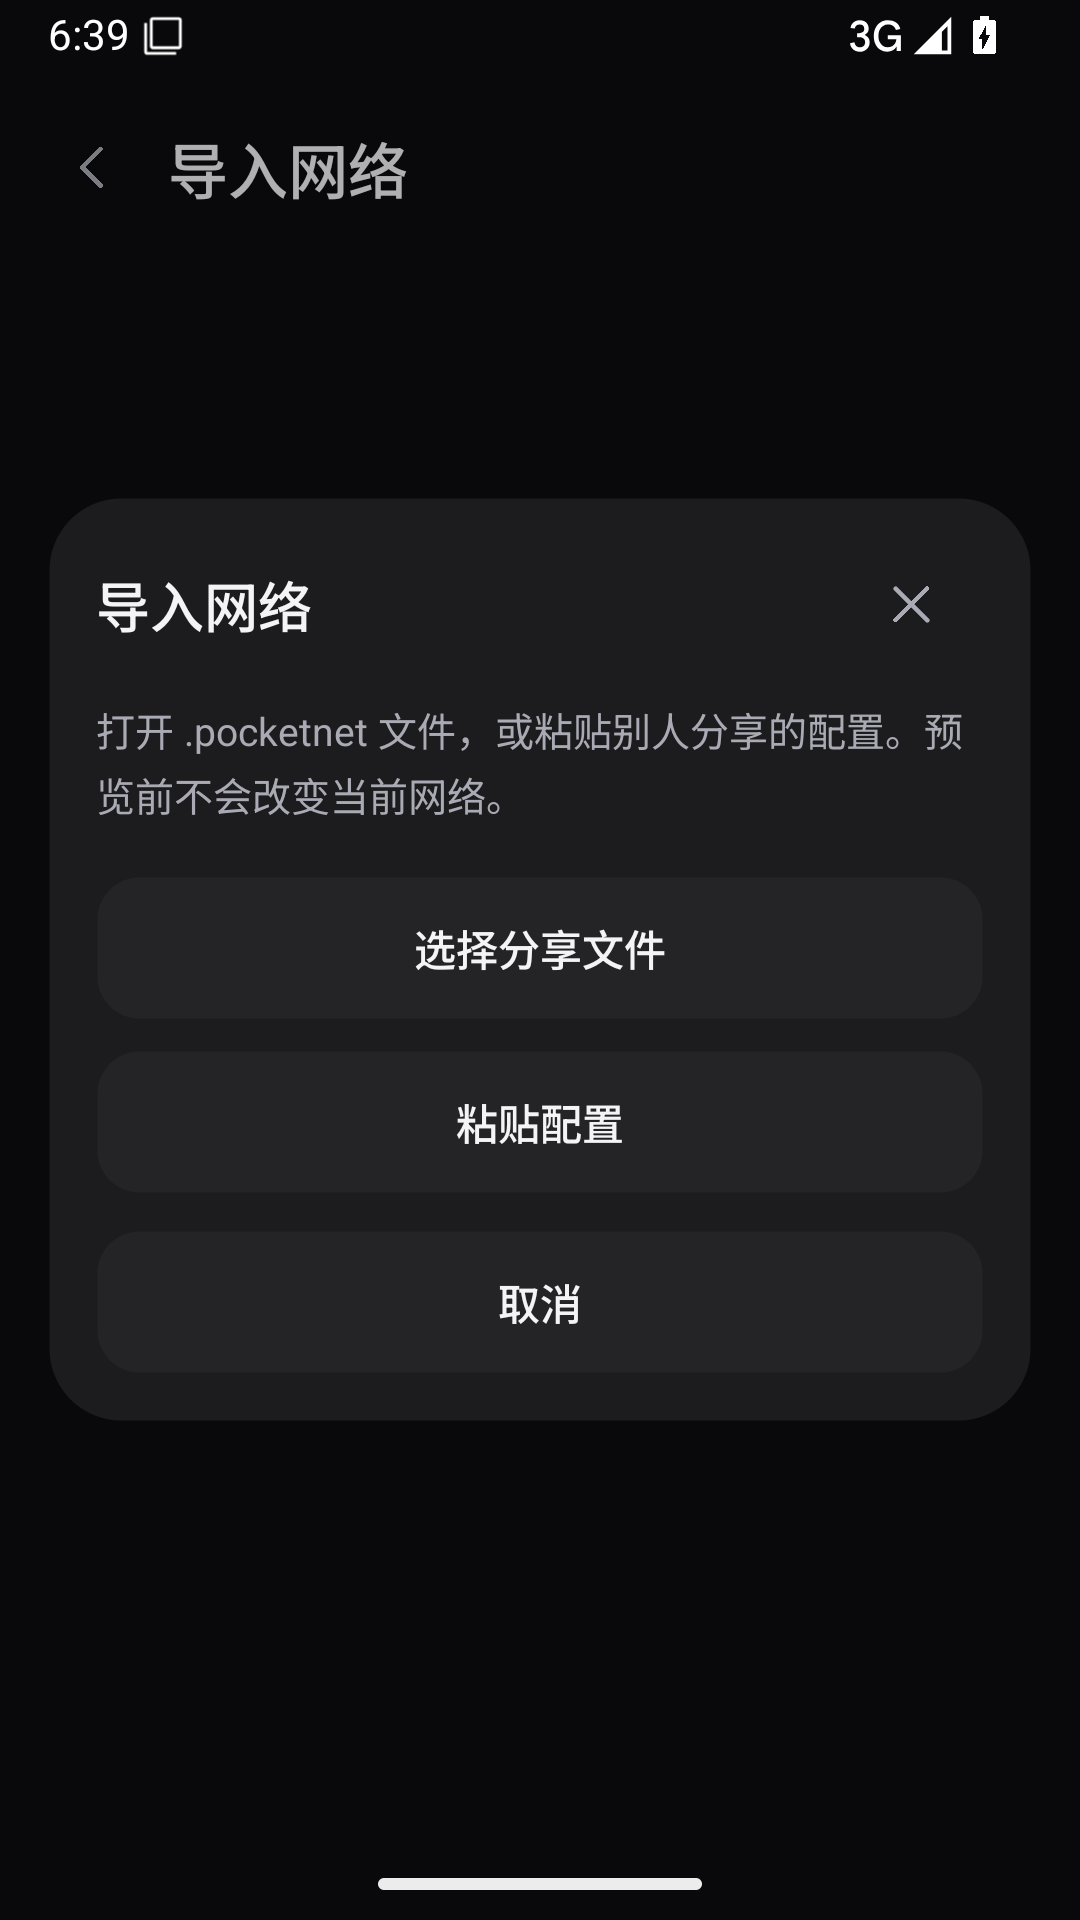 6:39
3G
导入网络
导入网络
打开 .pocketnet 文件，或粘贴别人分享的配置。预
览前不会改变当前网络。
选择分享文件
粘贴配置
取消